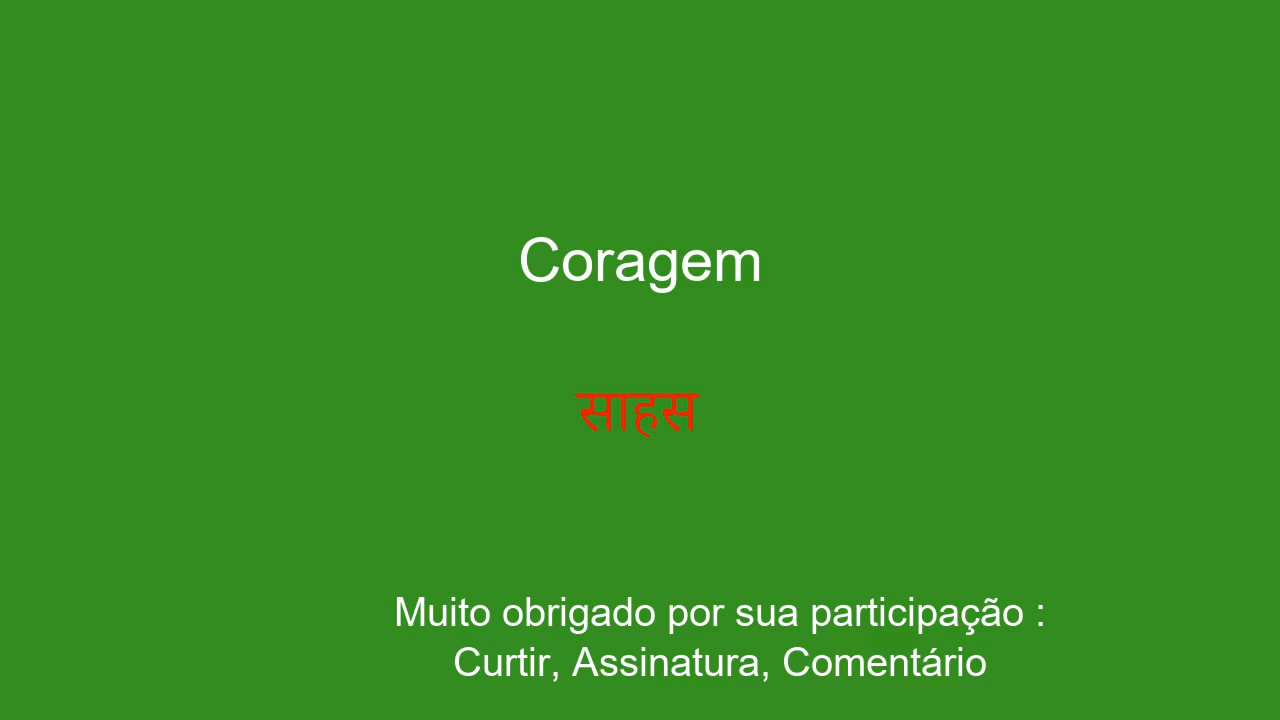 Coragem
साहस
Muito obrigado por sua participação :
Curtir, Assinatura, Comentário